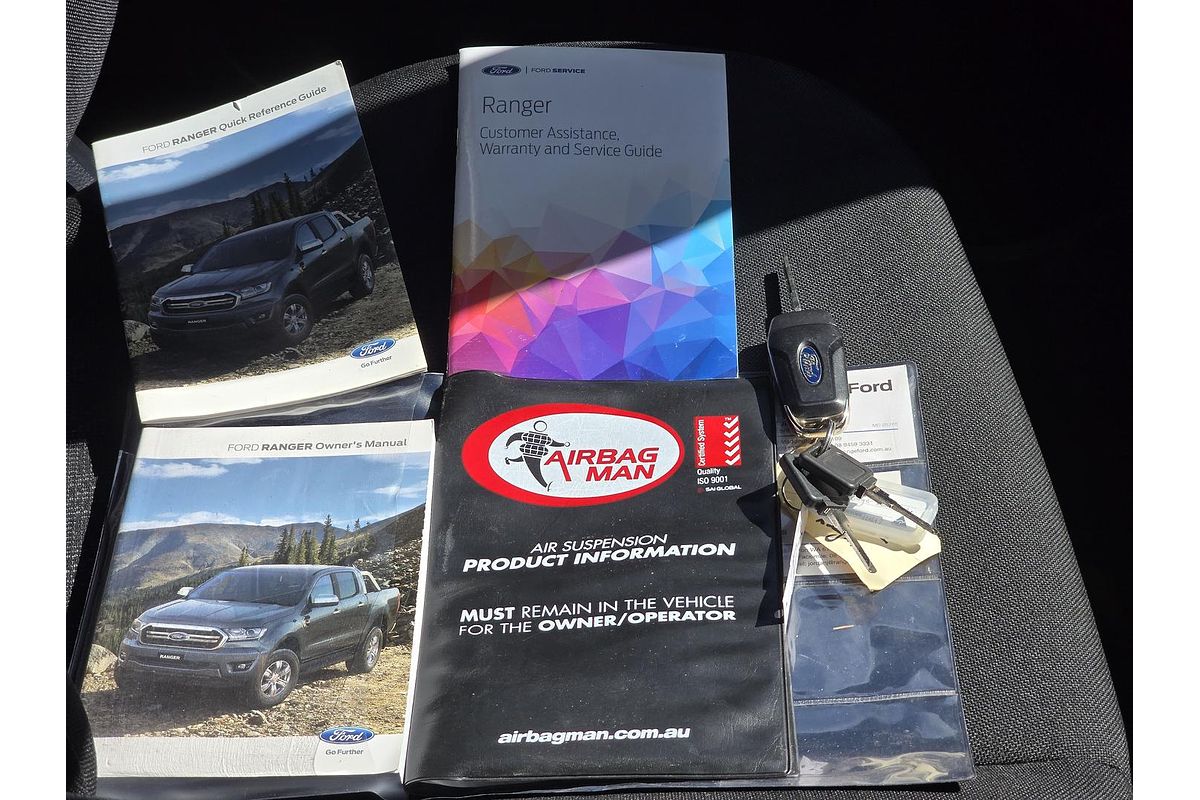 FORD RANGER Quick Reference Guide
RANGER
Ford
Go Further
Ford | FORD SERVICE
Ranger
Customer Assistance,
Warranty and Service Guide
FORD RANGER Owner's Manual
RANGER
Ford
Go Further
AIRBAG
MAN
Certified System
Quality
ISO 9001
SAI GLOBAL
AIR SUSPENSION
PRODUCT INFORMATION
MUST REMAIN IN THE VEHICLE
FOR THE OWNER/OPERATOR
airbagman.com.au
Ford
Ford